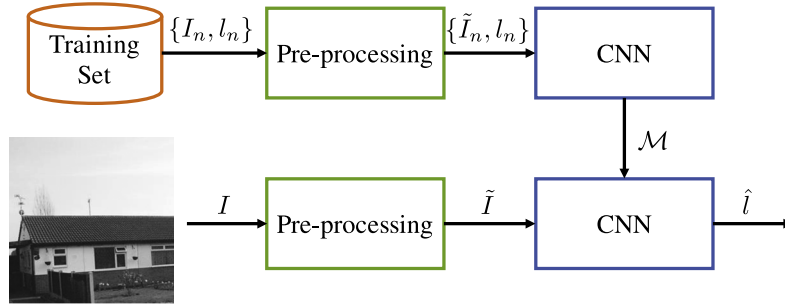 Training
Set
{I_n, l_n}
Pre-processing
{Ĩ_n, l_n}
CNN
ℳ
I
Pre-processing
Ĩ
CNN
l̂